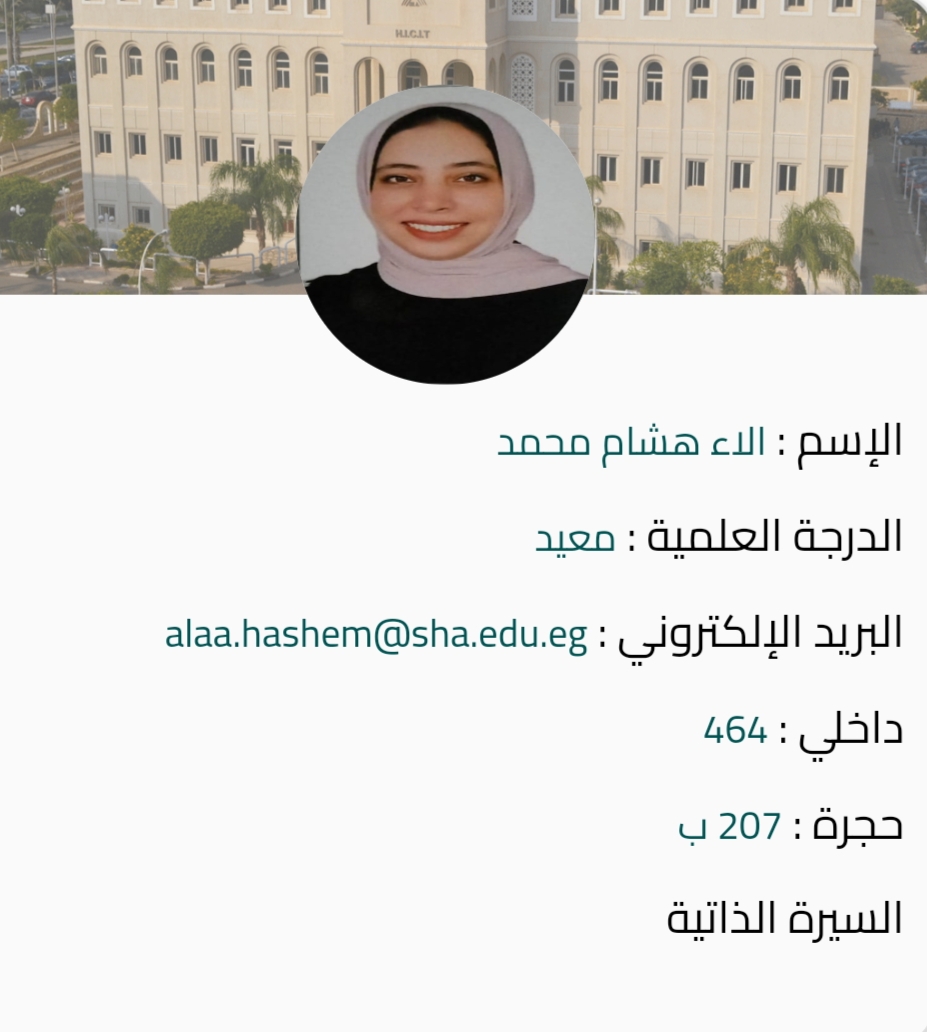 H.I.C.I.T
الإسم : الاء هشام محمد
الدرجة العلمية : معيد
البريد الإلكتروني : alaa.hashem@sha.edu.eg
داخلي : 464
حجرة : 207 ب
السيرة الذاتية